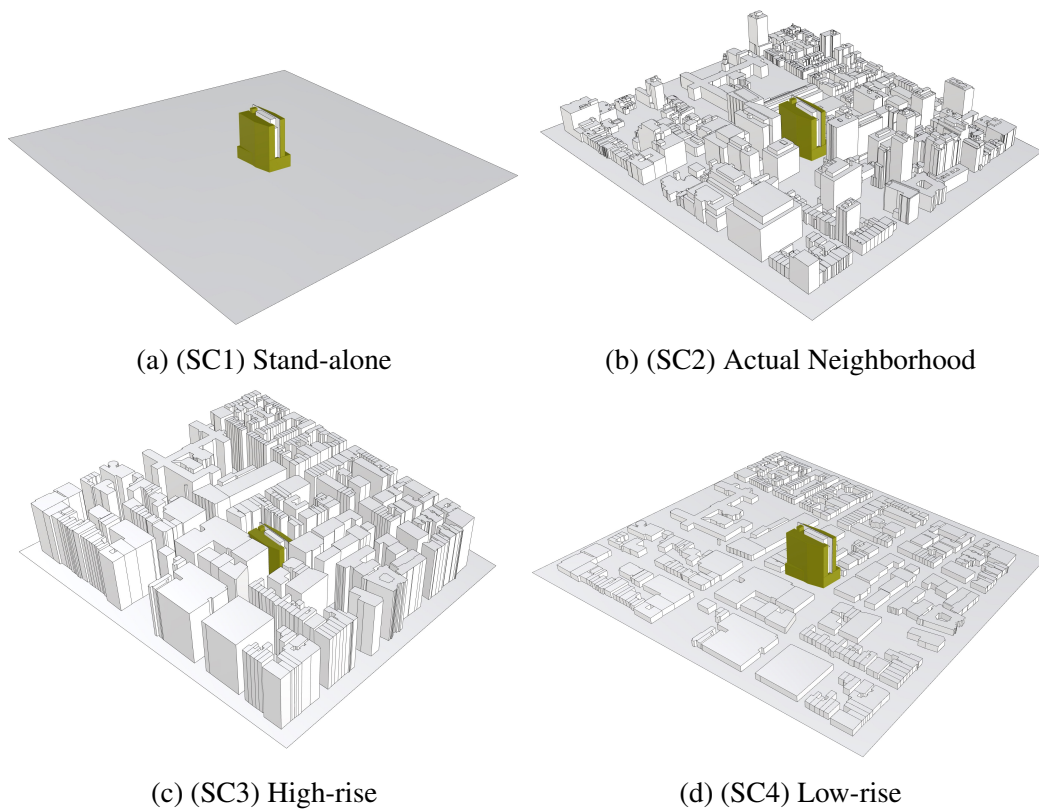 (a) (SC1) Stand-alone
(b) (SC2) Actual Neighborhood
(c) (SC3) High-rise
(d) (SC4) Low-rise